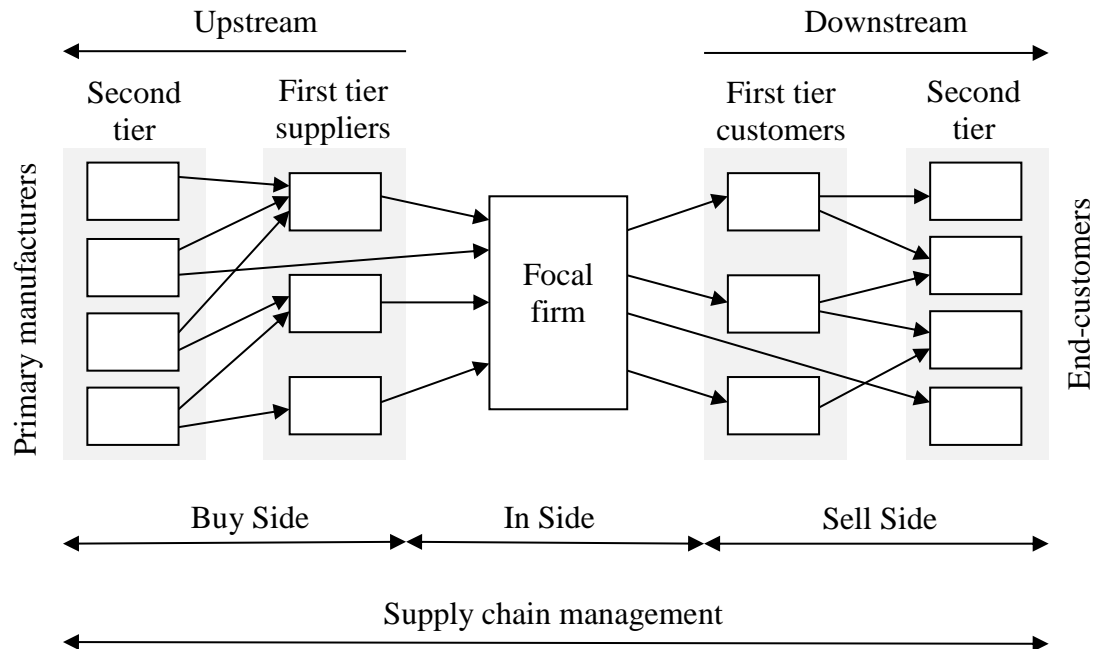 Upstream
Downstream
Second
tier
First tier
suppliers
First tier
customers
Second
tier
Primary manufacturers
Focal
firm
End-customers
Buy Side
In Side
Sell Side
Supply chain management